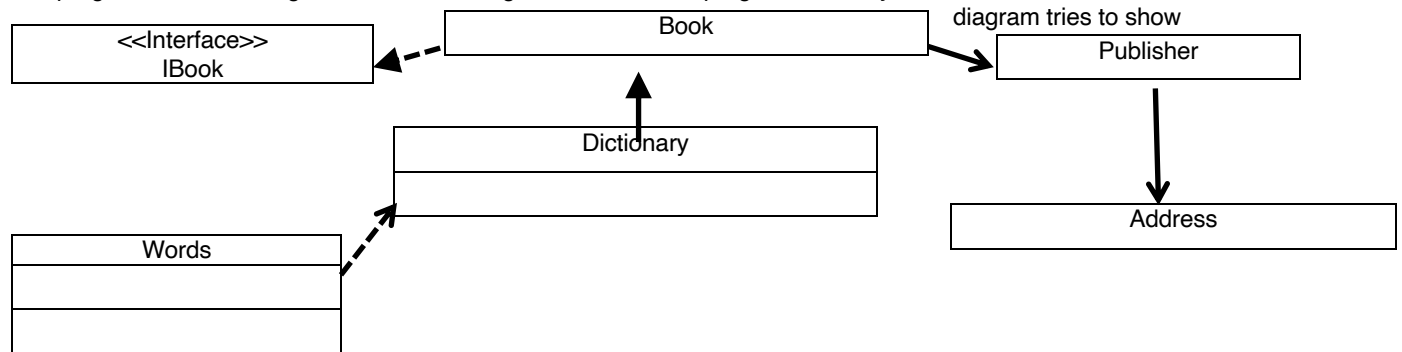 diagram tries to show
<<Interface>>
IBook
Book
Publisher
Dictionary
Address
Words